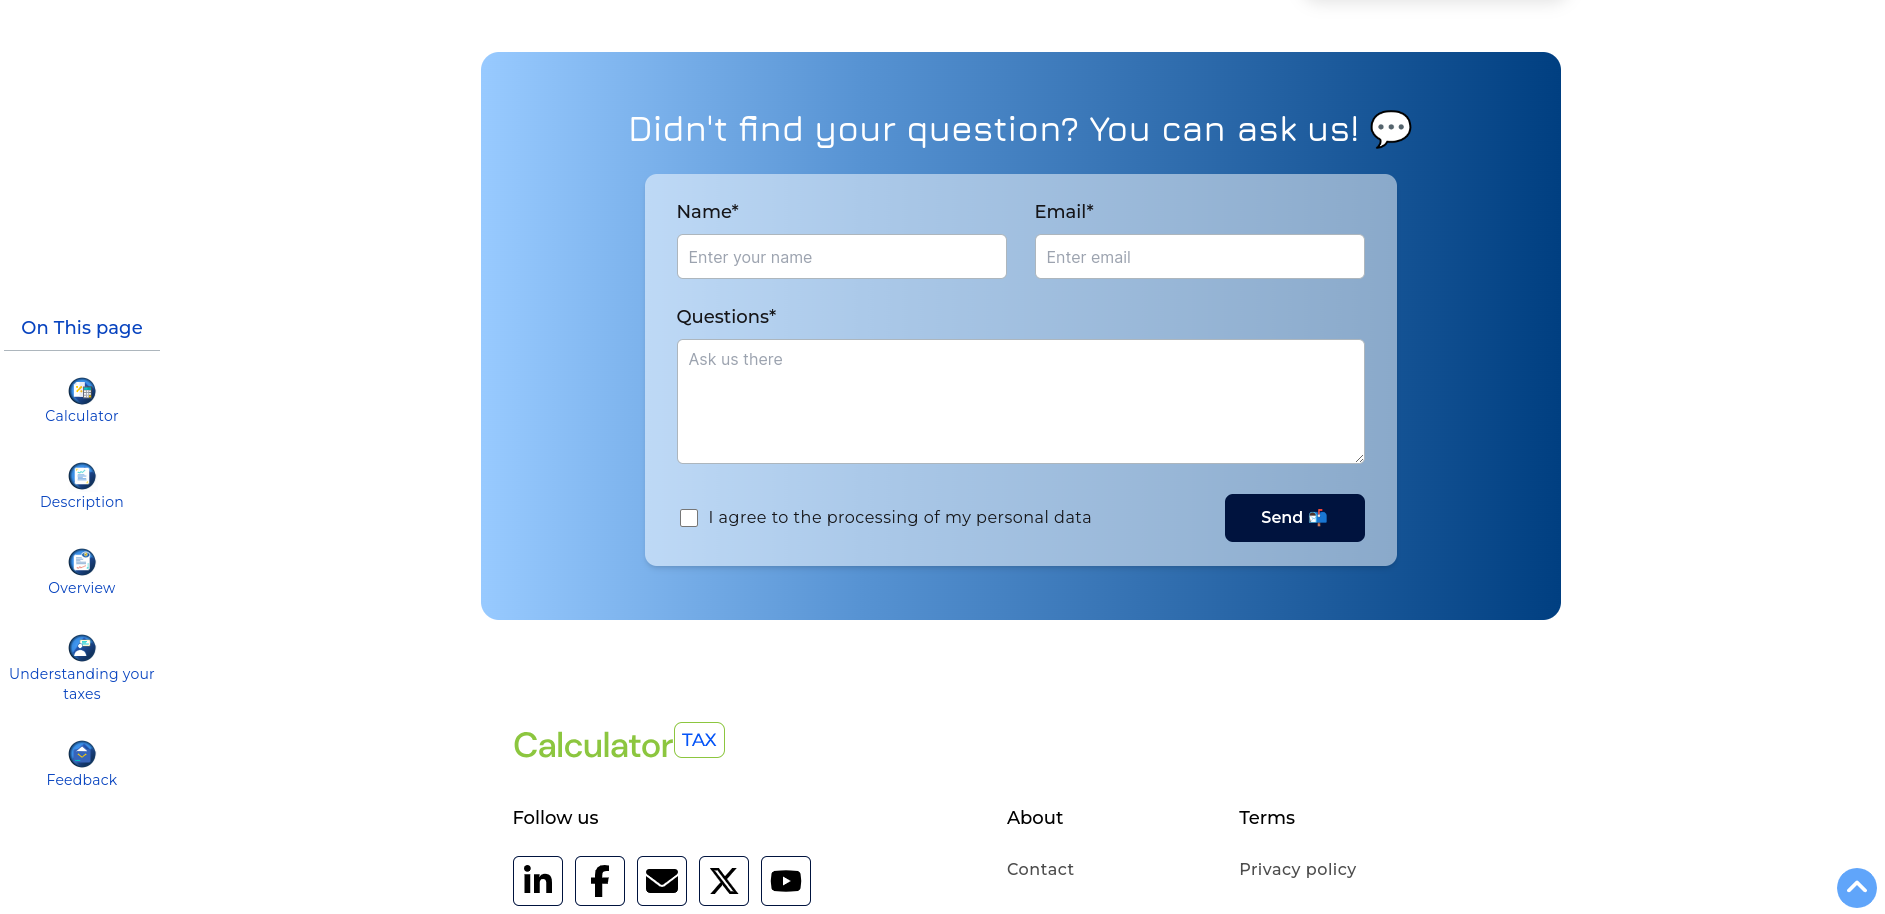 Didn't find your question? You can ask us! 💬
Name*
Email*
Enter your name
Enter email
Questions*
Ask us there
I agree to the processing of my personal data
Send 📬
On This page
Calculator
Description
Overview
Understanding your
taxes
Feedback
Calculator TAX
Follow us
About
Terms
Contact
Privacy policy